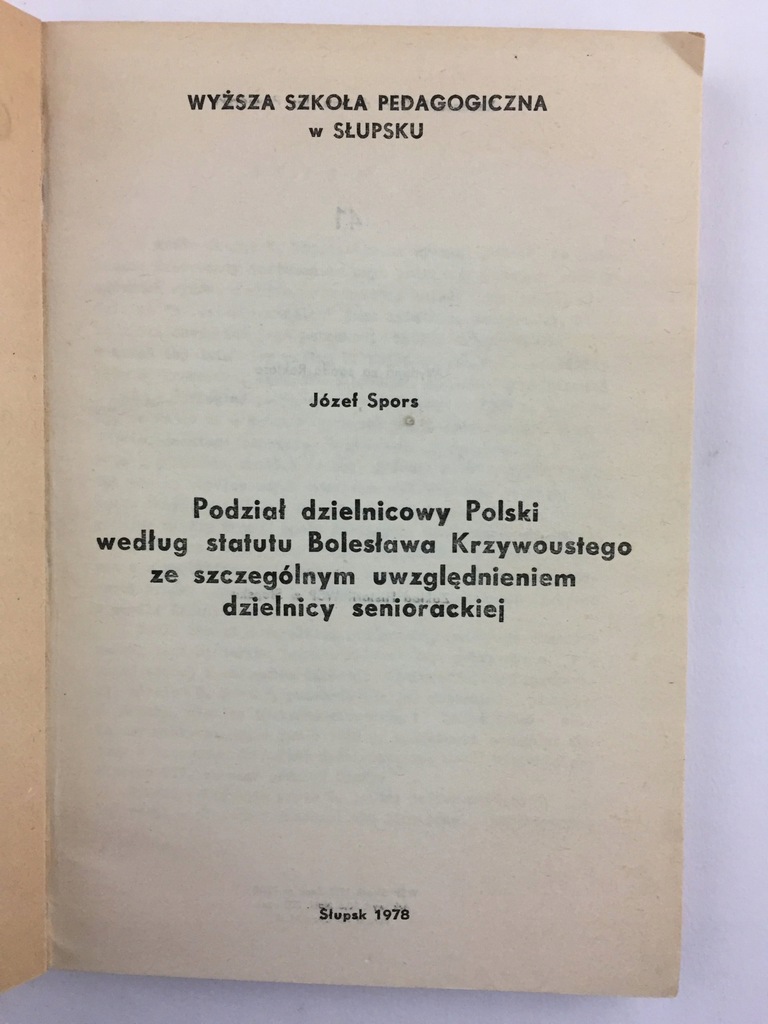 WYŻSZA SZKOŁA PEDAGOGICZNA
w SŁUPSKU
Józef Spors
Podział dzielnicowy Polski
według statutu Bolesława Krzywoustego
ze szczególnym uwzględnieniem
dzielnicy seniorackiej
Słupsk 1978